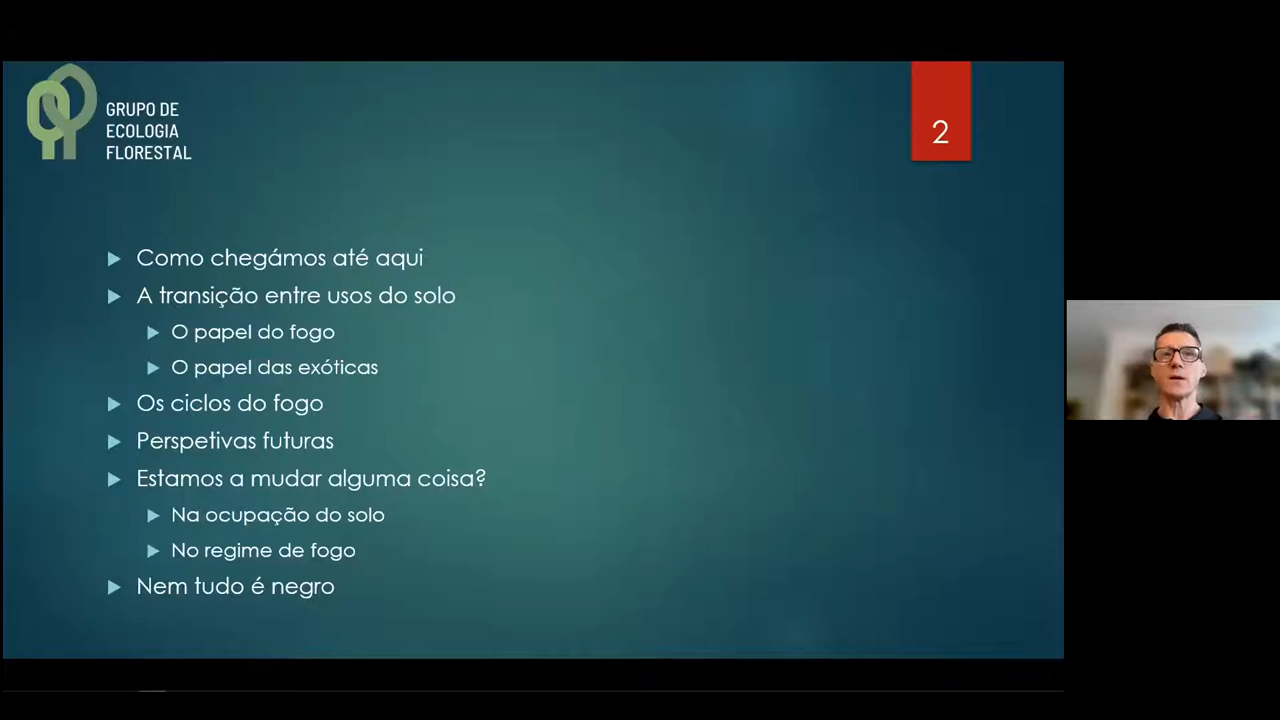 GRUPO DE
ECOLOGIA
FLORESTAL
2
Como chegámos até aqui
A transição entre usos do solo
O papel do fogo
O papel das exóticas
Os ciclos do fogo
Perspetivas futuras
Estamos a mudar alguma coisa?
Na ocupação do solo
No regime de fogo
Nem tudo é negro